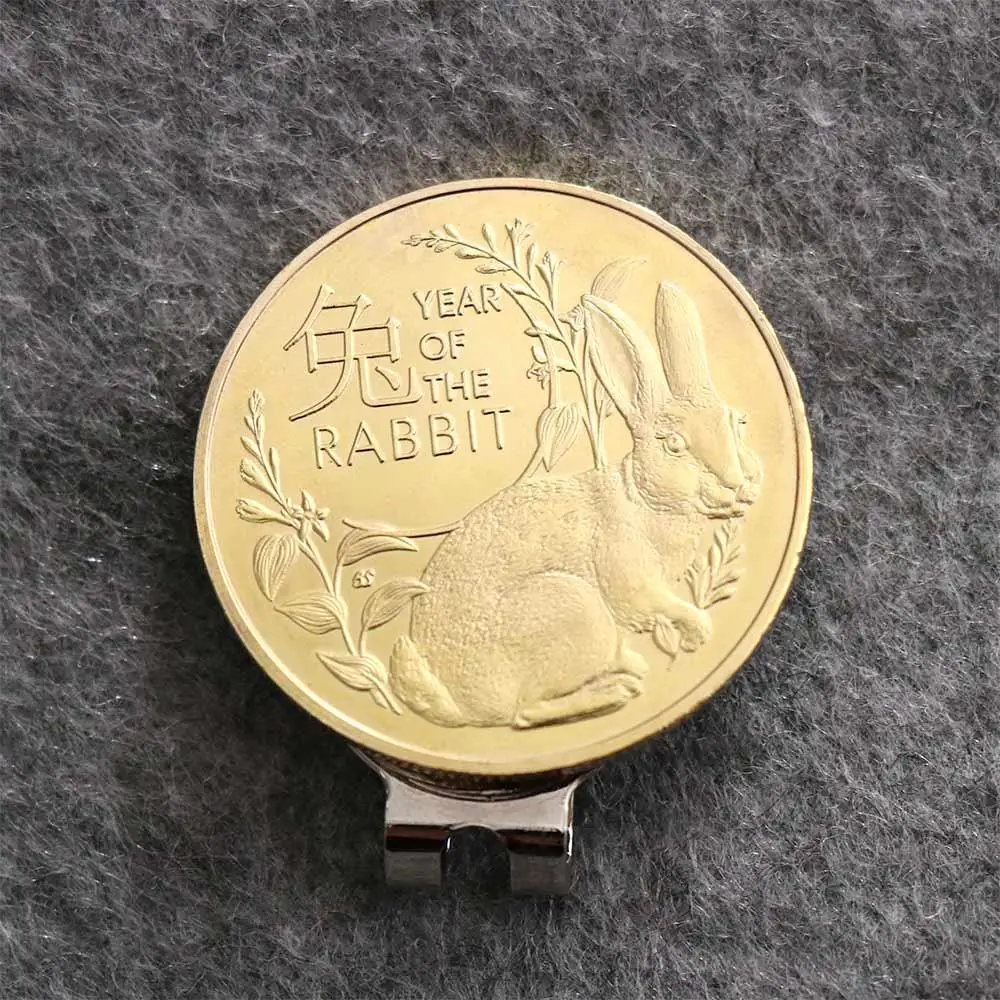 兔
YEAR
OF
THE
RABBIT